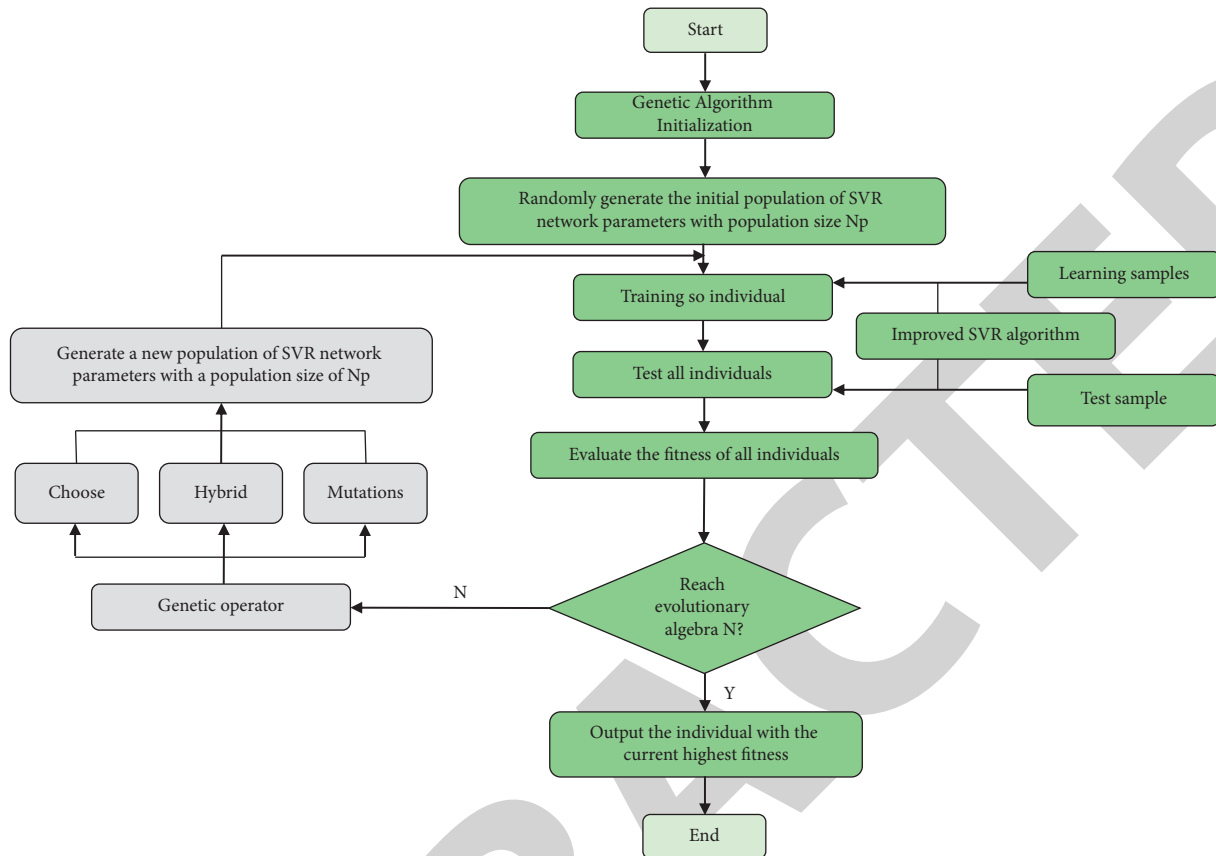 Start
Genetic Algorithm
Initialization
Randomly generate the initial population of SVR
network parameters with population size Np
Training so individual
Learning samples
Improved SVR algorithm
Generate a new population of SVR network
parameters with a population size of Np
Test all individuals
Test sample
Evaluate the fitness of all individuals
Choose
Hybrid
Mutations
Genetic operator
N
Reach
evolutionary
algebra N?
Y
Output the individual with the
current highest fitness
End